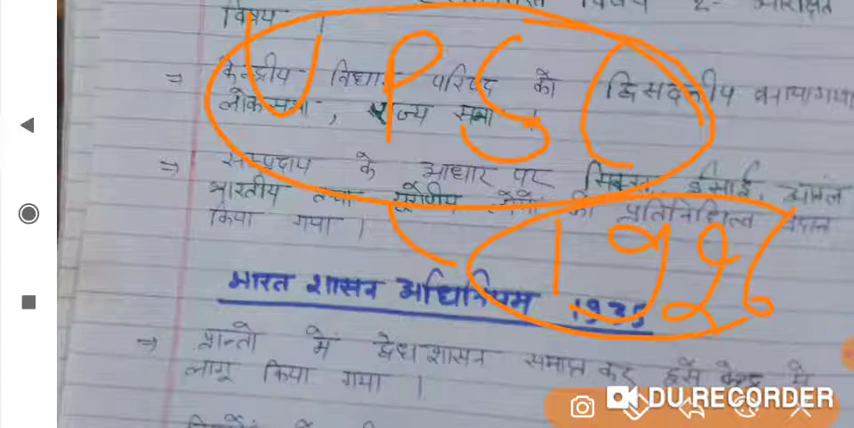 विषय ।
UPSC
⇒ केन्द्रीय विधान परिषद को द्विसदनीय बनाया गया
लोकसभा, राज्य सभा ।
⇒ सम्प्रदाय के आधार पर सिक्ख, ईसाई, आंग्ल
भारतीय तथा यूरोपीय को प्रतिनिधित्व प्रदान
किया गया ।
1926
भारत शासन अधिनियम 1935
⇒ प्रान्तो में द्वैध शासन समाप्त कर इसे केन्द्र में
लागू किया गया ।
DU RECORDER